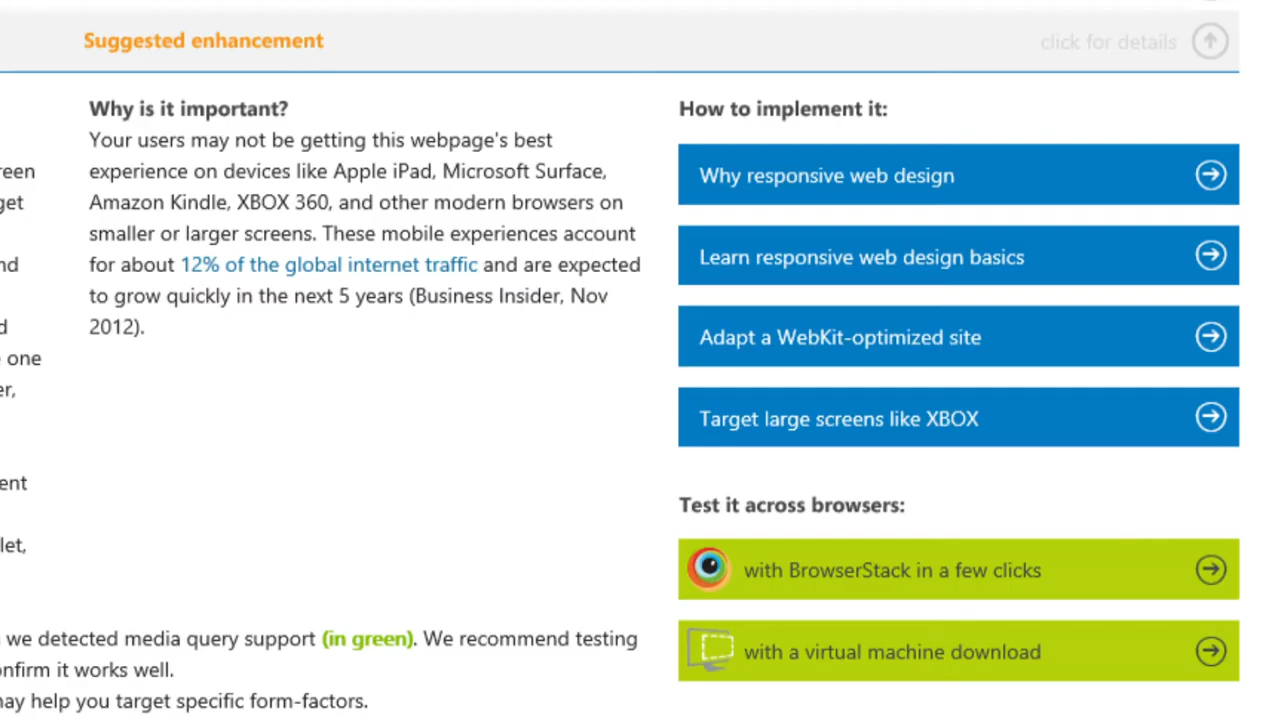 Suggested enhancement
click for details
reen
get
nd
d
one
er,
ent
let,
Why is it important?
Your users may not be getting this webpage's best
experience on devices like Apple iPad, Microsoft Surface,
Amazon Kindle, XBOX 360, and other modern browsers on
smaller or larger screens. These mobile experiences account
for about 12% of the global internet traffic and are expected
to grow quickly in the next 5 years (Business Insider, Nov
2012).
we detected media query support (in green). We recommend testing
onfirm it works well.
may help you target specific form-factors.
How to implement it:
Why responsive web design
Learn responsive web design basics
Adapt a WebKit-optimized site
Target large screens like XBOX
Test it across browsers:
with BrowserStack in a few clicks
with a virtual machine download